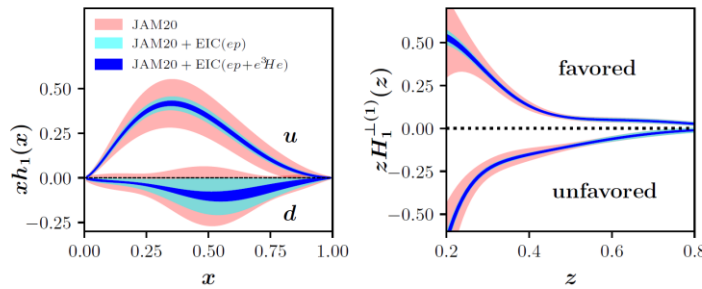 JAM20
JAM20 + EIC(ep)
JAM20 + EIC(ep+e³He)
xh₁(x)
0.50
0.25
0.00
−0.25
u
d
0.00 0.25 0.50 0.75 1.00
x
zH₁^⊥(1)(z)
0.50
0.25
0.00
−0.25
−0.50
favored
unfavored
0.2 0.4 0.6 0.8
z